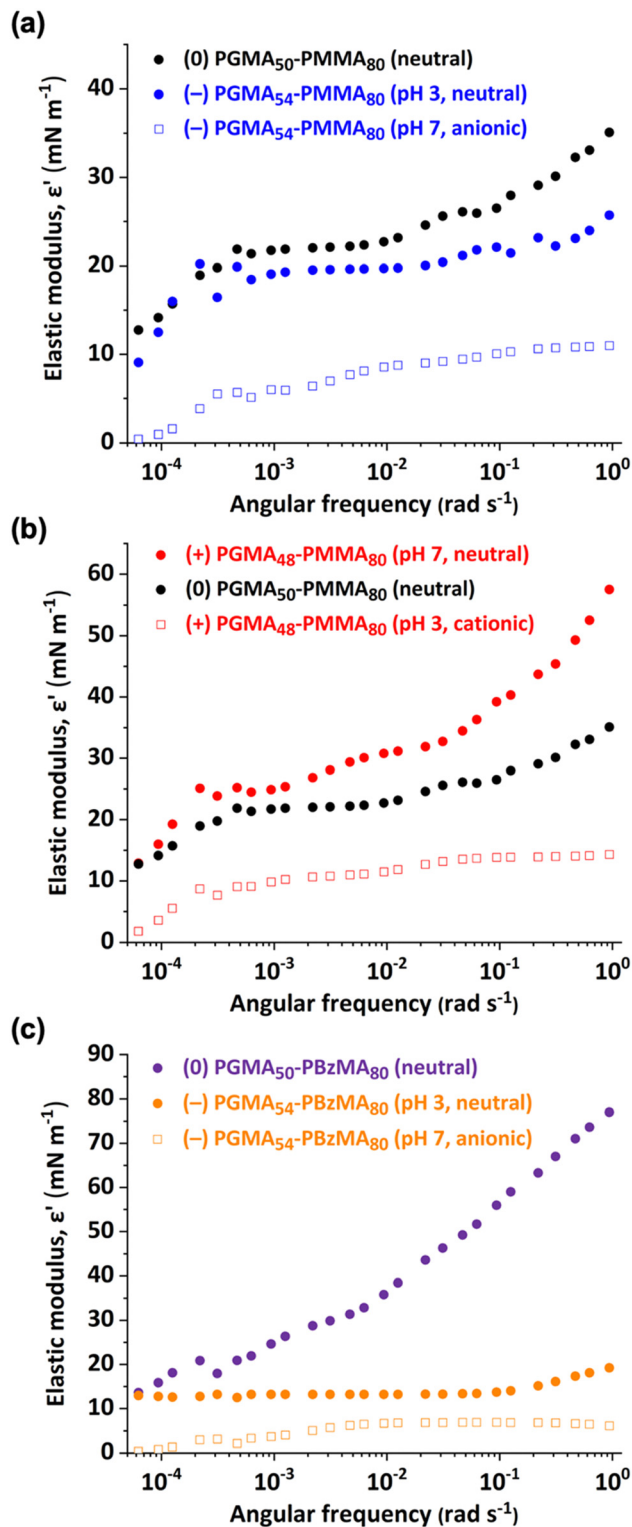 (a)
(0) PGMA₅₀-PMMA₈₀ (neutral)
(−) PGMA₅₄-PMMA₈₀ (pH 3, neutral)
(−) PGMA₅₄-PMMA₈₀ (pH 7, anionic)
Elastic modulus, ε' (mN m⁻¹)
40
30
20
10
0
10⁻⁴ 10⁻³ 10⁻² 10⁻¹ 10⁰
Angular frequency (rad s⁻¹)
(b)
(+) PGMA₄₈-PMMA₈₀ (pH 7, neutral)
(0) PGMA₅₀-PMMA₈₀ (neutral)
(+) PGMA₄₈-PMMA₈₀ (pH 3, cationic)
Elastic modulus, ε' (mN m⁻¹)
60
50
40
30
20
10
0
10⁻⁴ 10⁻³ 10⁻² 10⁻¹ 10⁰
Angular frequency (rad s⁻¹)
(c)
(0) PGMA₅₀-PBzMA₈₀ (neutral)
(−) PGMA₅₄-PBzMA₈₀ (pH 3, neutral)
(−) PGMA₅₄-PBzMA₈₀ (pH 7, anionic)
Elastic modulus, ε' (mN m⁻¹)
90
80
70
60
50
40
30
20
10
0
10⁻⁴ 10⁻³ 10⁻² 10⁻¹ 10⁰
Angular frequency (rad s⁻¹)